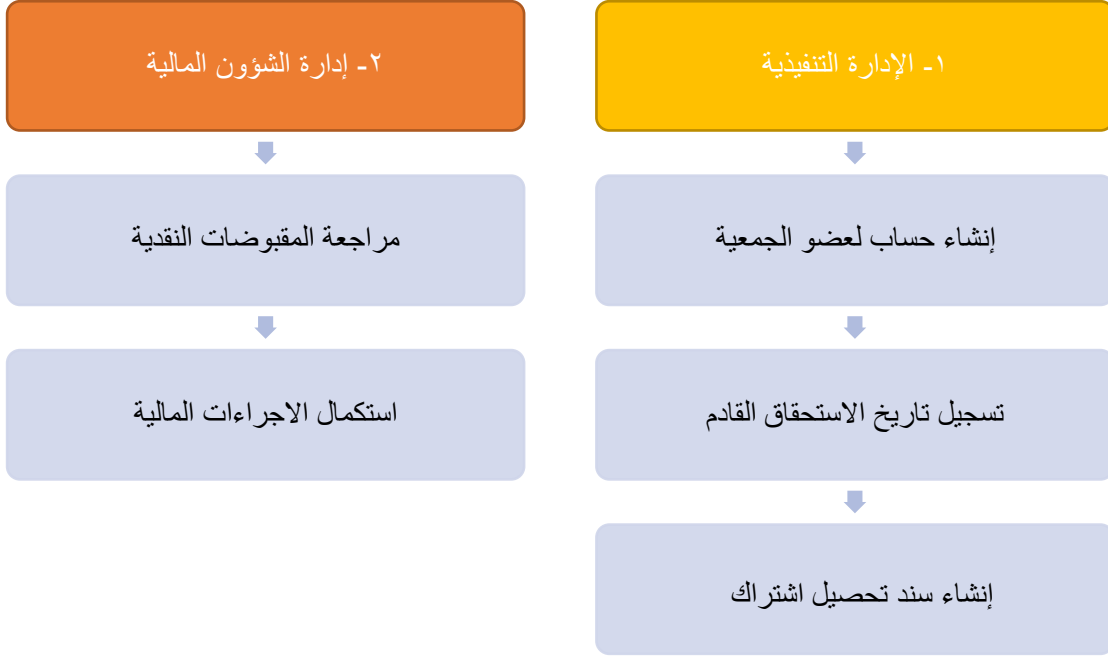 ١- الإدارة التنفيذية
إنشاء حساب لعضو الجمعية
تسجيل تاريخ الاستحقاق القادم
إنشاء سند تحصيل اشتراك
٢- إدارة الشؤون المالية
مراجعة المقبوضات النقدية
استكمال الاجراءات المالية